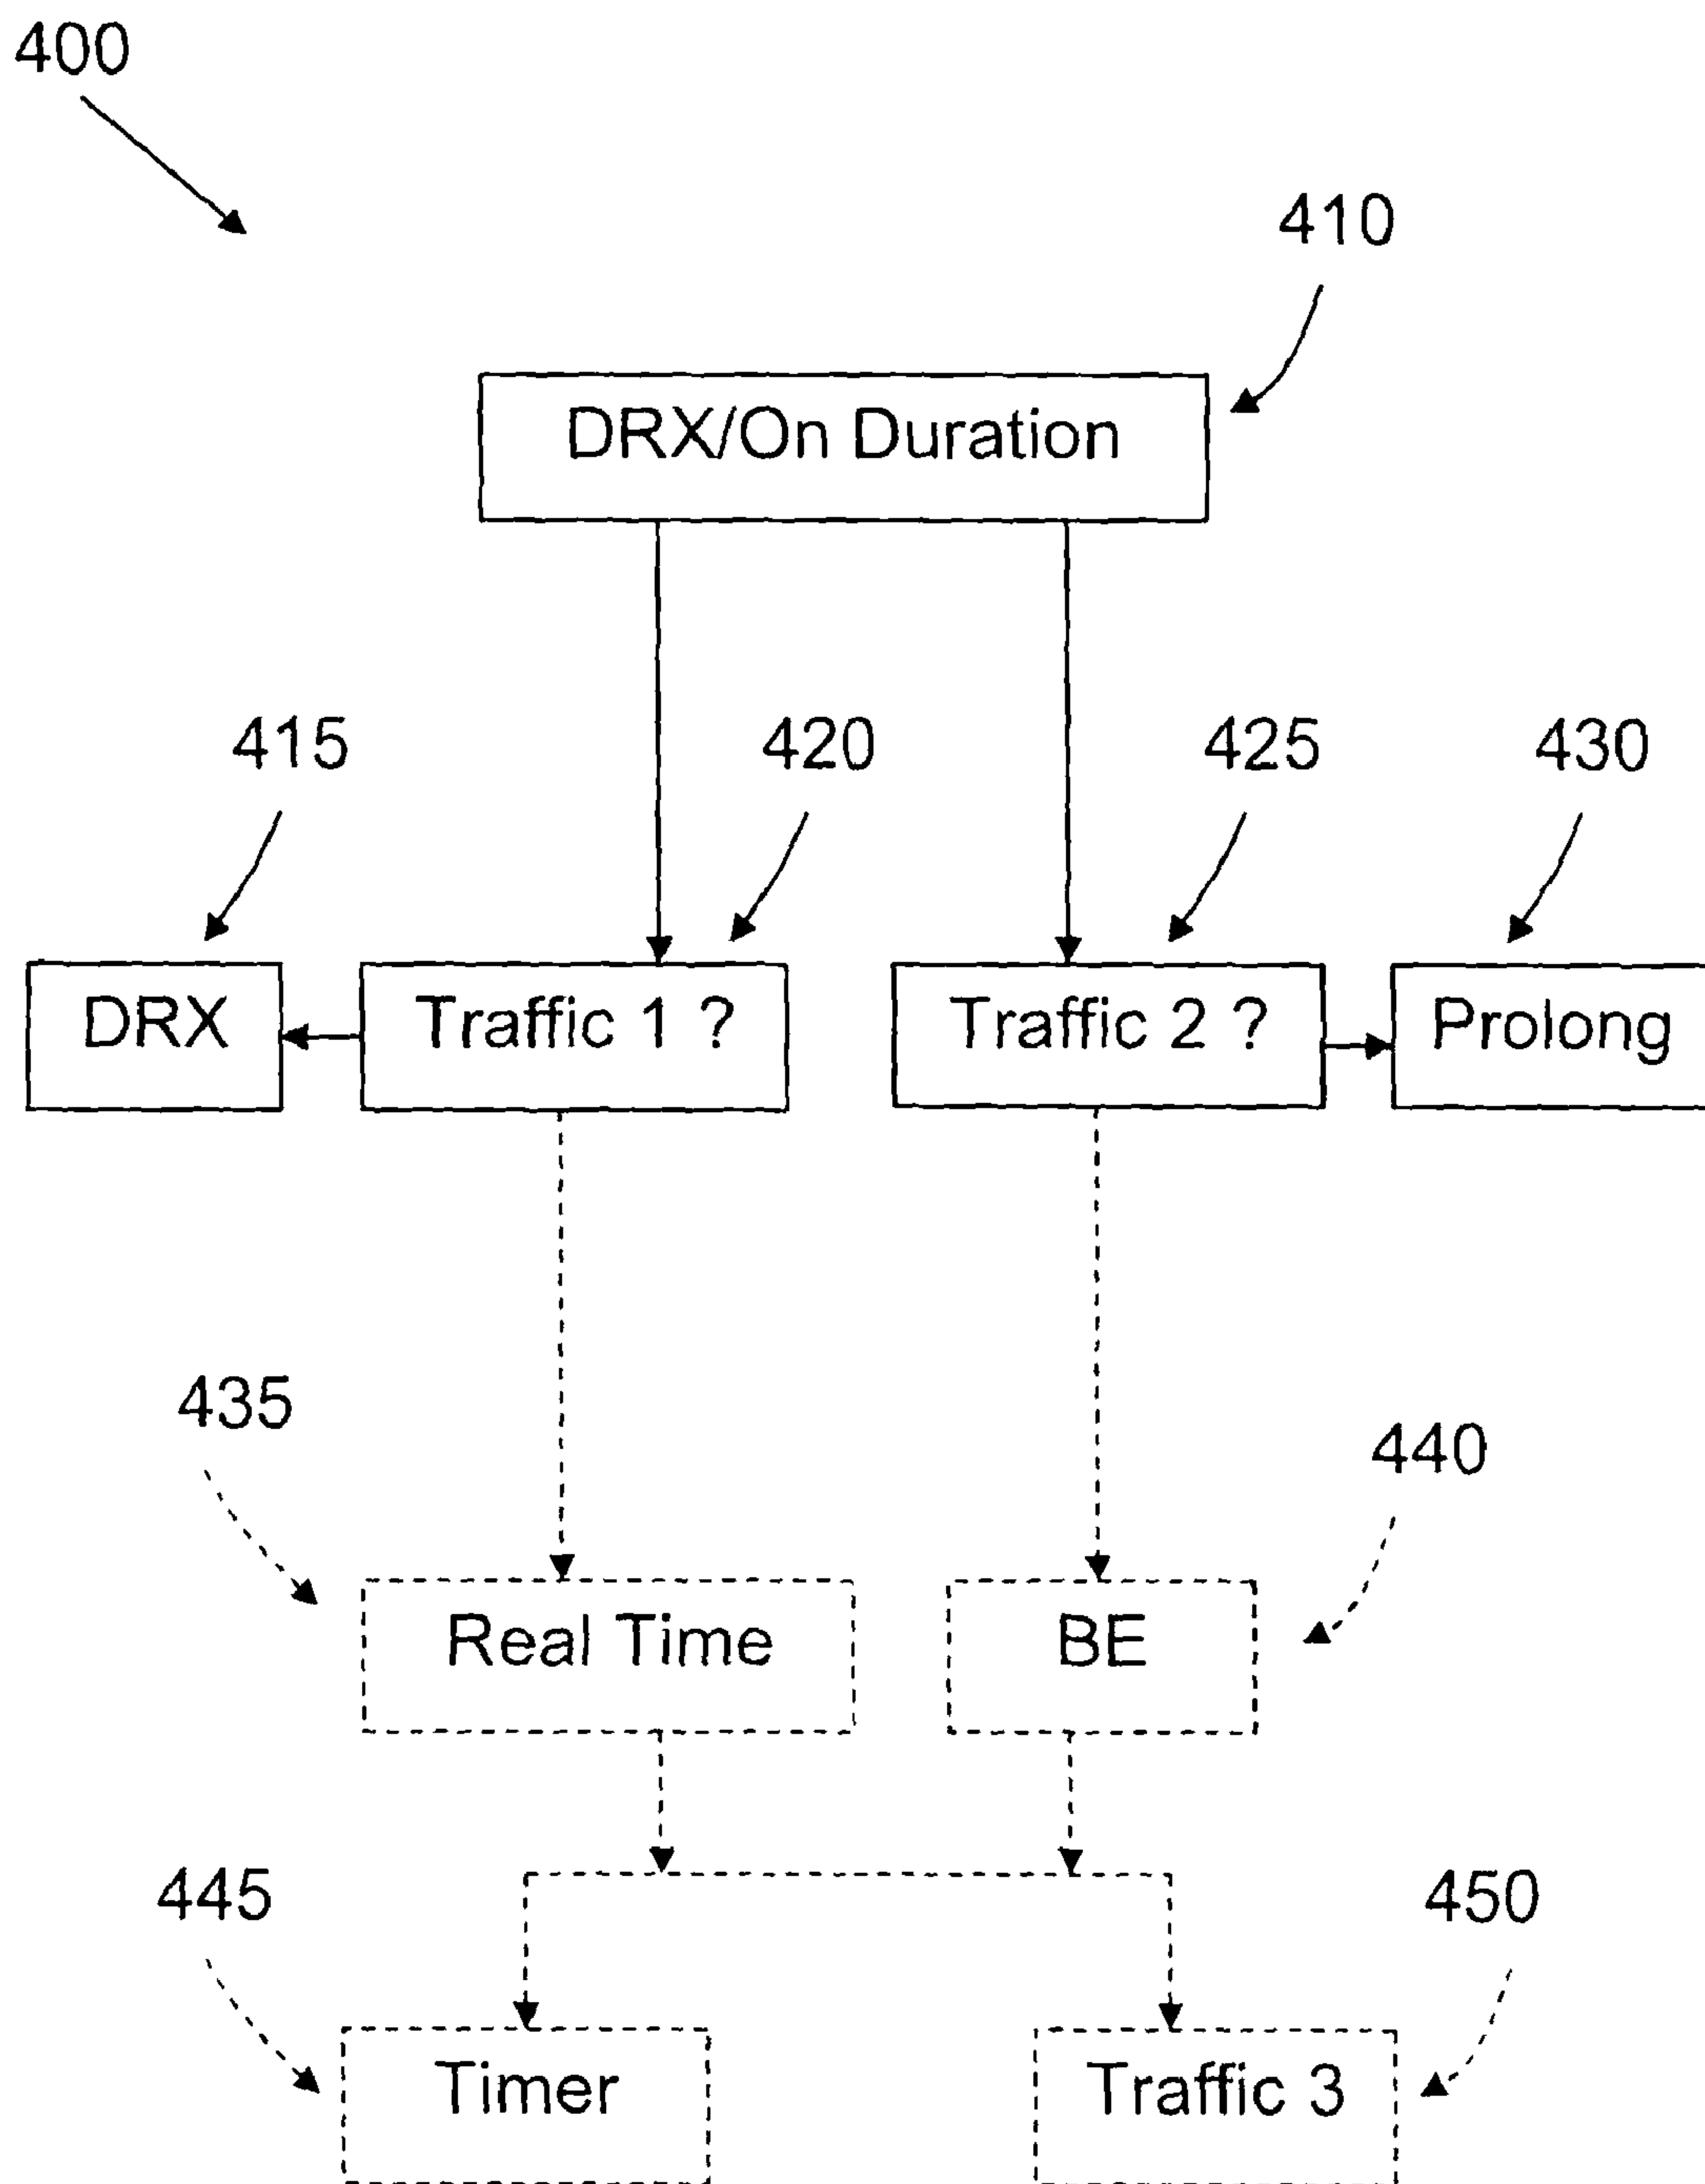 400
410
DRX/On Duration
415
420
425
430
DRX
Traffic 1 ?
Traffic 2 ?
Prolong
435
440
Real Time
BE
445
450
Timer
Traffic 3